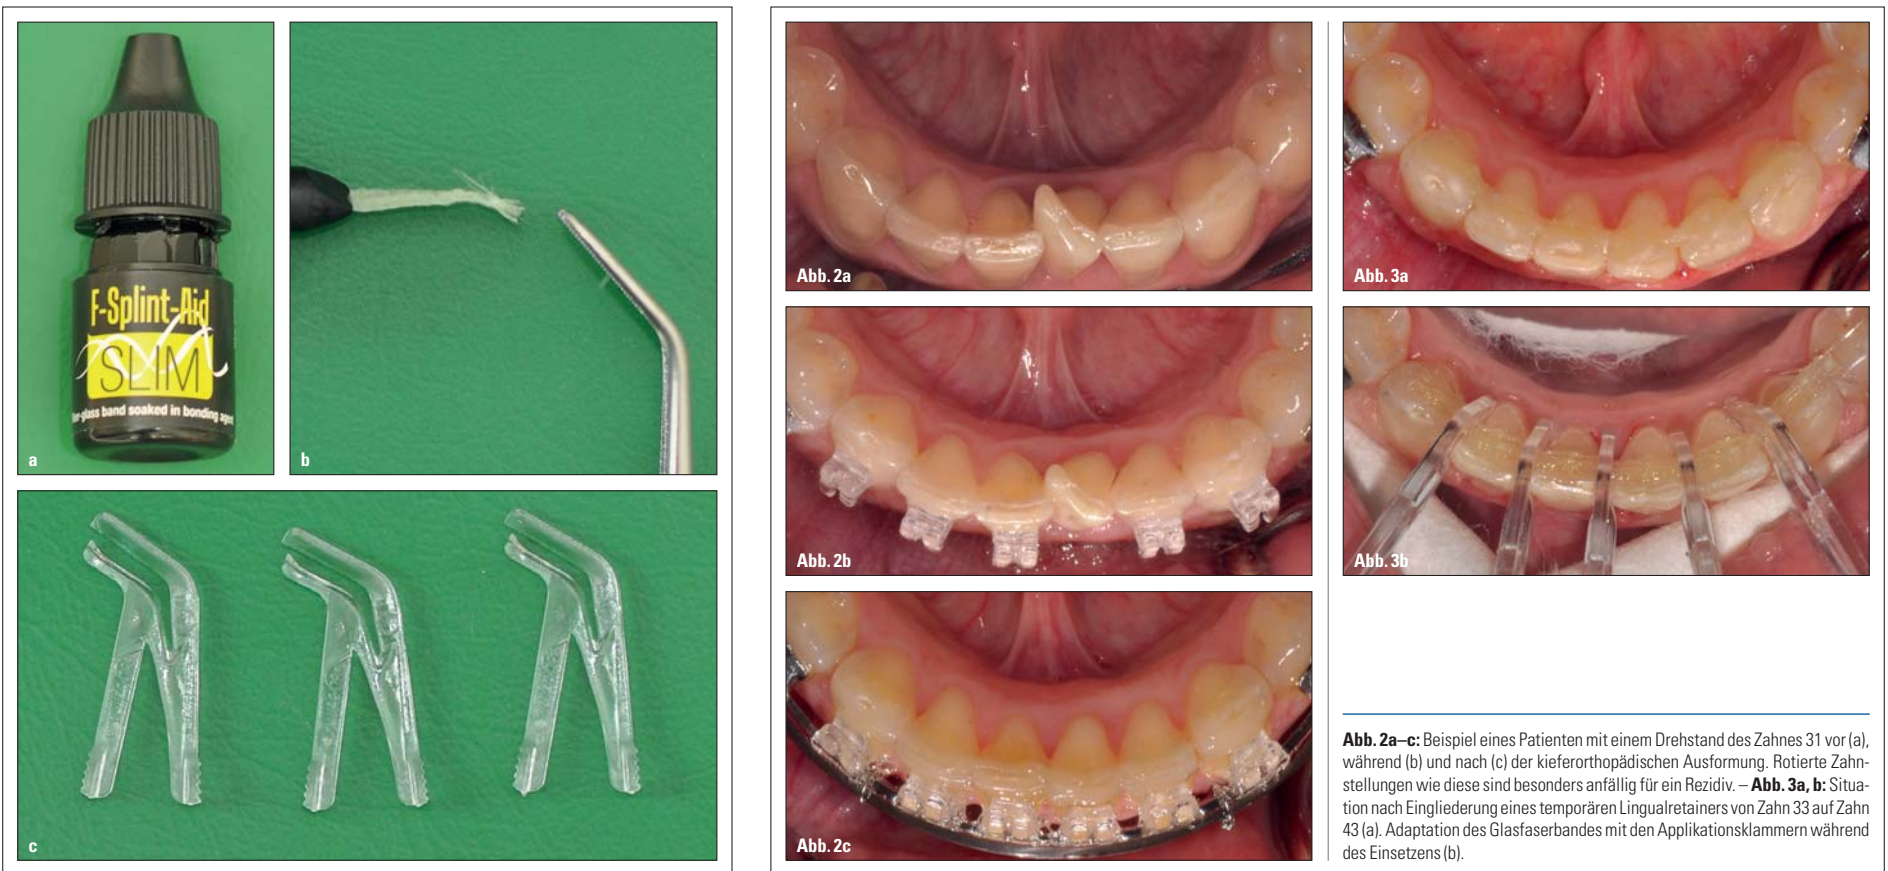 F-Splint-Aid
SLIM
glass band soaked in bonding agent
a
b
c
Abb. 2a
Abb. 2b
Abb. 2c
Abb. 3a
Abb. 3b
Abb. 2a–c: Beispiel eines Patienten mit einem Drehstand des Zahnes 31 vor (a),
während (b) und nach (c) der kieferorthopädischen Ausformung. Rotierte Zahn-
stellungen wie diese sind besonders anfällig für ein Rezidiv. – Abb. 3a, b: Situa-
tion nach Eingliederung eines temporären Lingualretainers von Zahn 33 auf Zahn
43 (a). Adaptation des Glasfaserbandes mit den Applikationsklammern während
des Einsetzens (b).